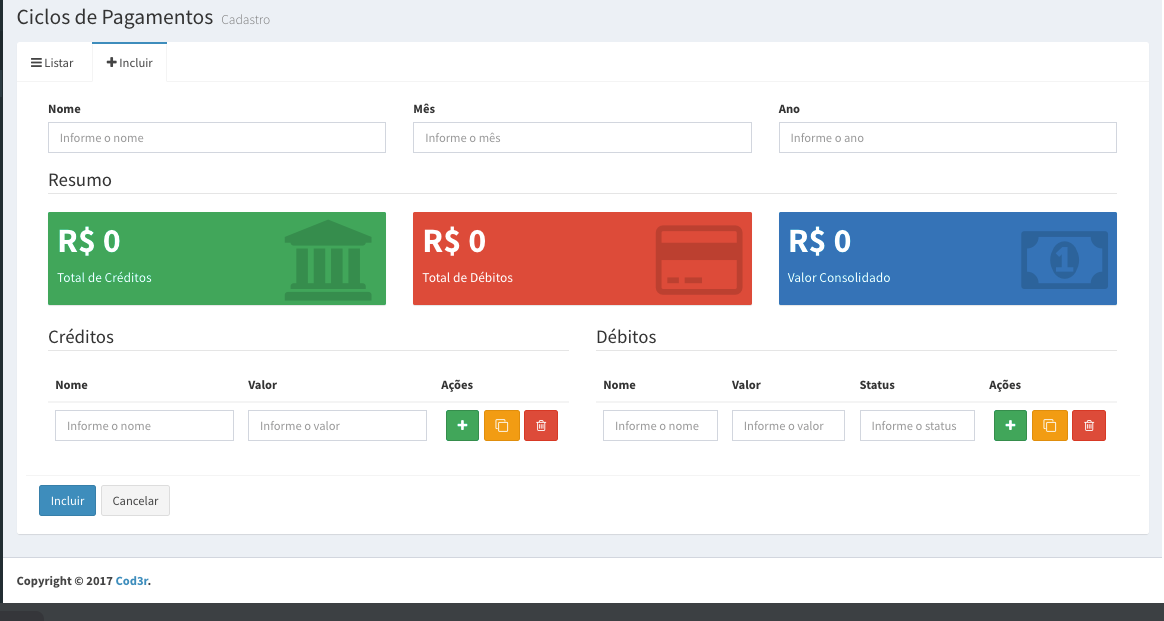 Ciclos de Pagamentos Cadastro
Listar Incluir
Nome Mês Ano
Informe o nome Informe o mês Informe o ano
Resumo
R$ 0 R$ 0 R$ 0 1
Total de Créditos Total de Débitos Valor Consolidado
Créditos Débitos
Nome Valor Ações Nome Valor Status Ações
Informe o nome Informe o valor Informe o nome Informe o valor Informe o status
Incluir Cancelar
Copyright © 2017 Cod3r.